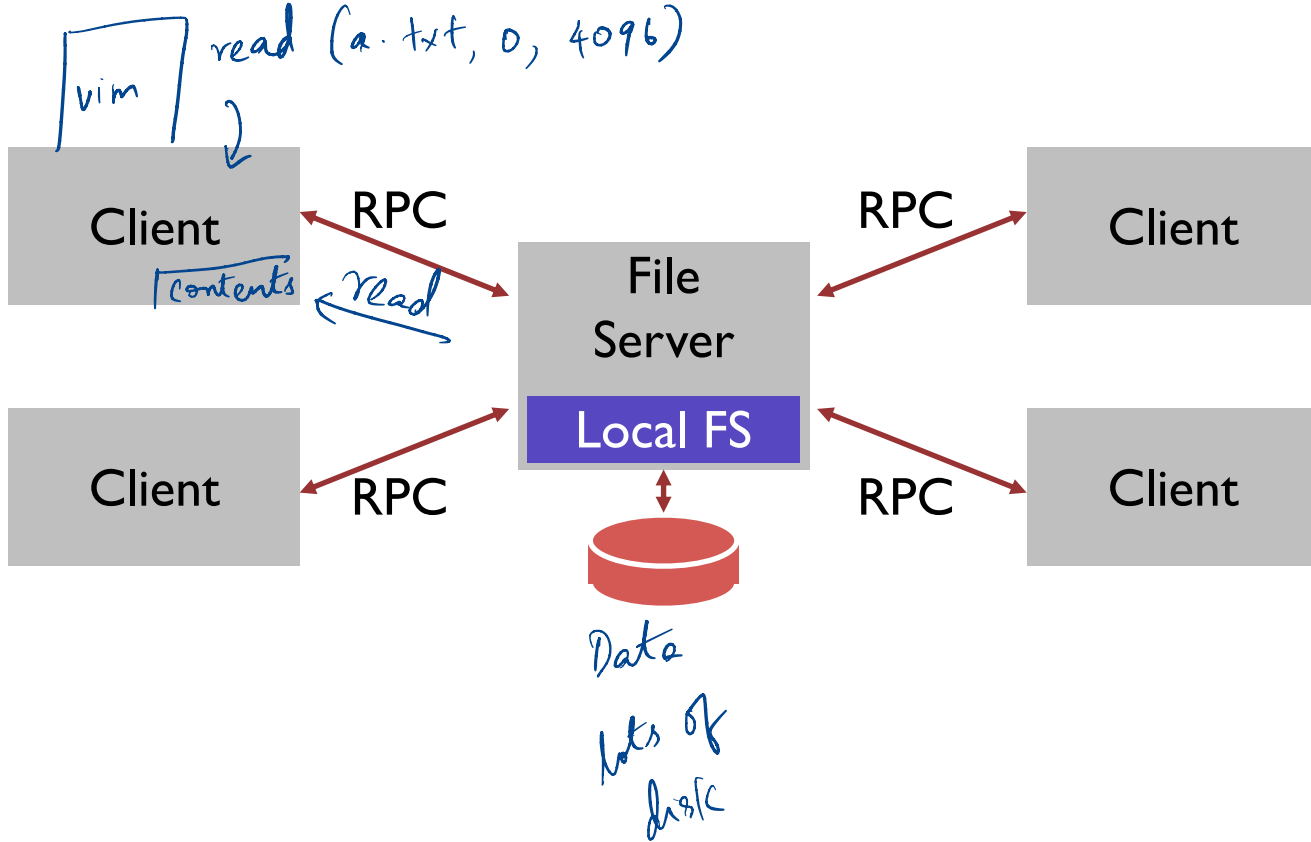 read (a.txt, 0, 4096)
vim
Client
RPC
RPC
Client
contents
read
File
Server
Local FS
Client
RPC
RPC
Client
Data
lots of
disk